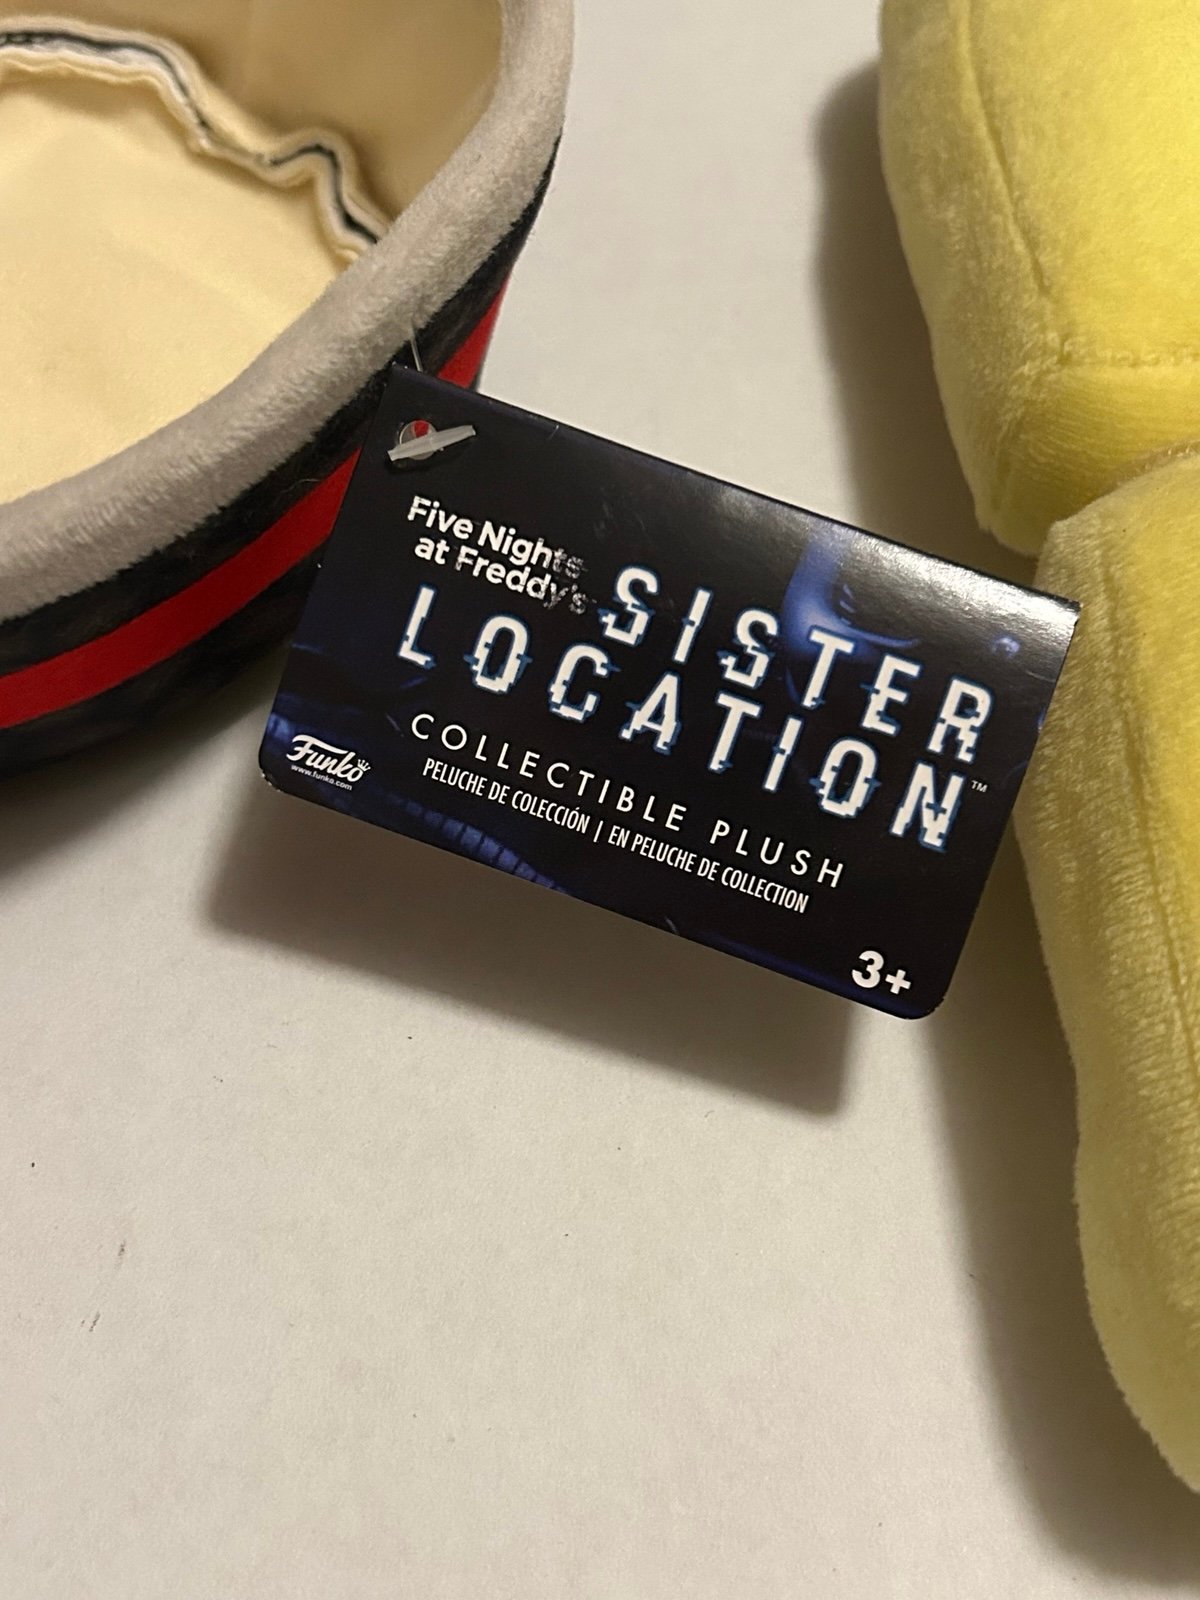 Five Nights
at Freddy's
SISTER
LOCATION™
COLLECTIBLE PLUSH
PELUCHE DE COLECCIÓN | EN PELUCHE DE COLLECTION
Funko
www.funko.com
3+